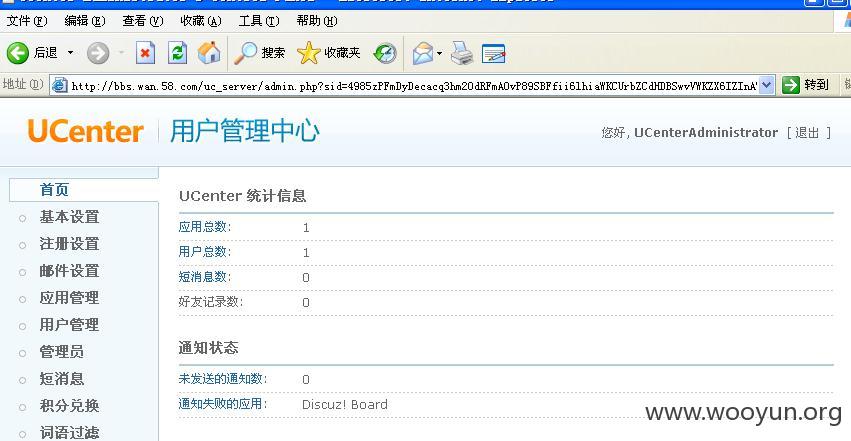 文件(F) 编辑(E) 查看(V) 收藏(A) 工具(T) 帮助(H)
后退 搜索 收藏夹
地址(D) http://bbs.wan.58.com/uc_server/admin.php?sid= 转到
UCenter 用户管理中心 您好, UCenterAdministrator [ 退出 ]
首页
基本设置
注册设置
邮件设置
应用管理
用户管理
管理员
短消息
积分兑换
词语过滤
UCenter 统计信息
应用总数: 1
用户总数: 1
短消息数: 0
好友记录数: 0
通知状态
未发送的通知数: 0
通知失败的应用: Discuz! Board
www.wooyun.org